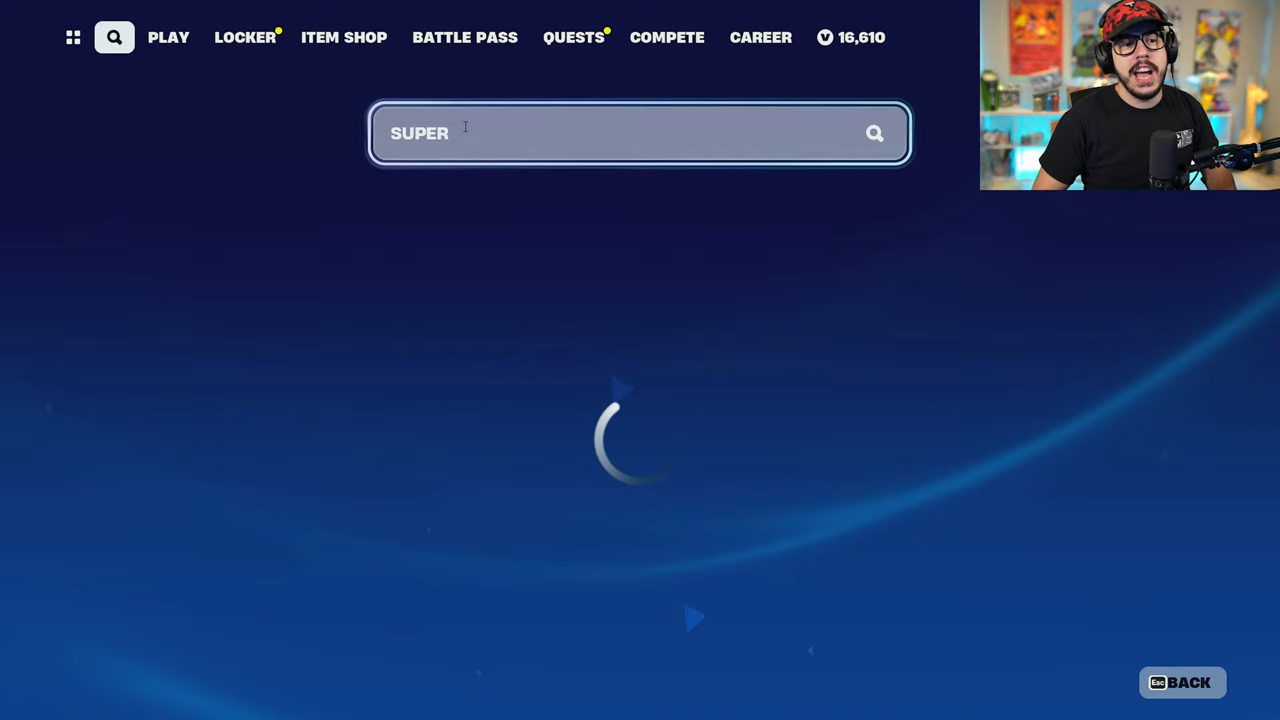 PLAY LOCKER ITEM SHOP BATTLE PASS QUESTS COMPETE CAREER V 16,610
SUPER
Esc BACK